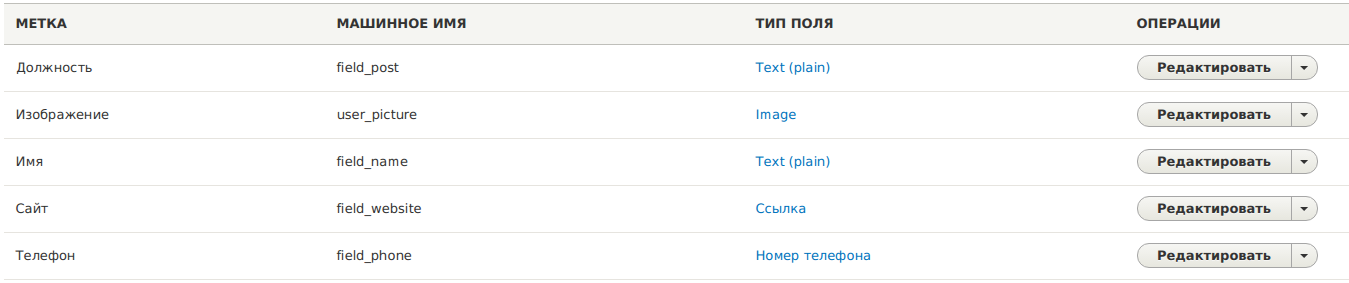 МЕТКА МАШИННОЕ ИМЯ ТИП ПОЛЯ ОПЕРАЦИИ
Должность field_post Text (plain) Редактировать
Изображение user_picture Image Редактировать
Имя field_name Text (plain) Редактировать
Сайт field_website Ссылка Редактировать
Телефон field_phone Номер телефона Редактировать